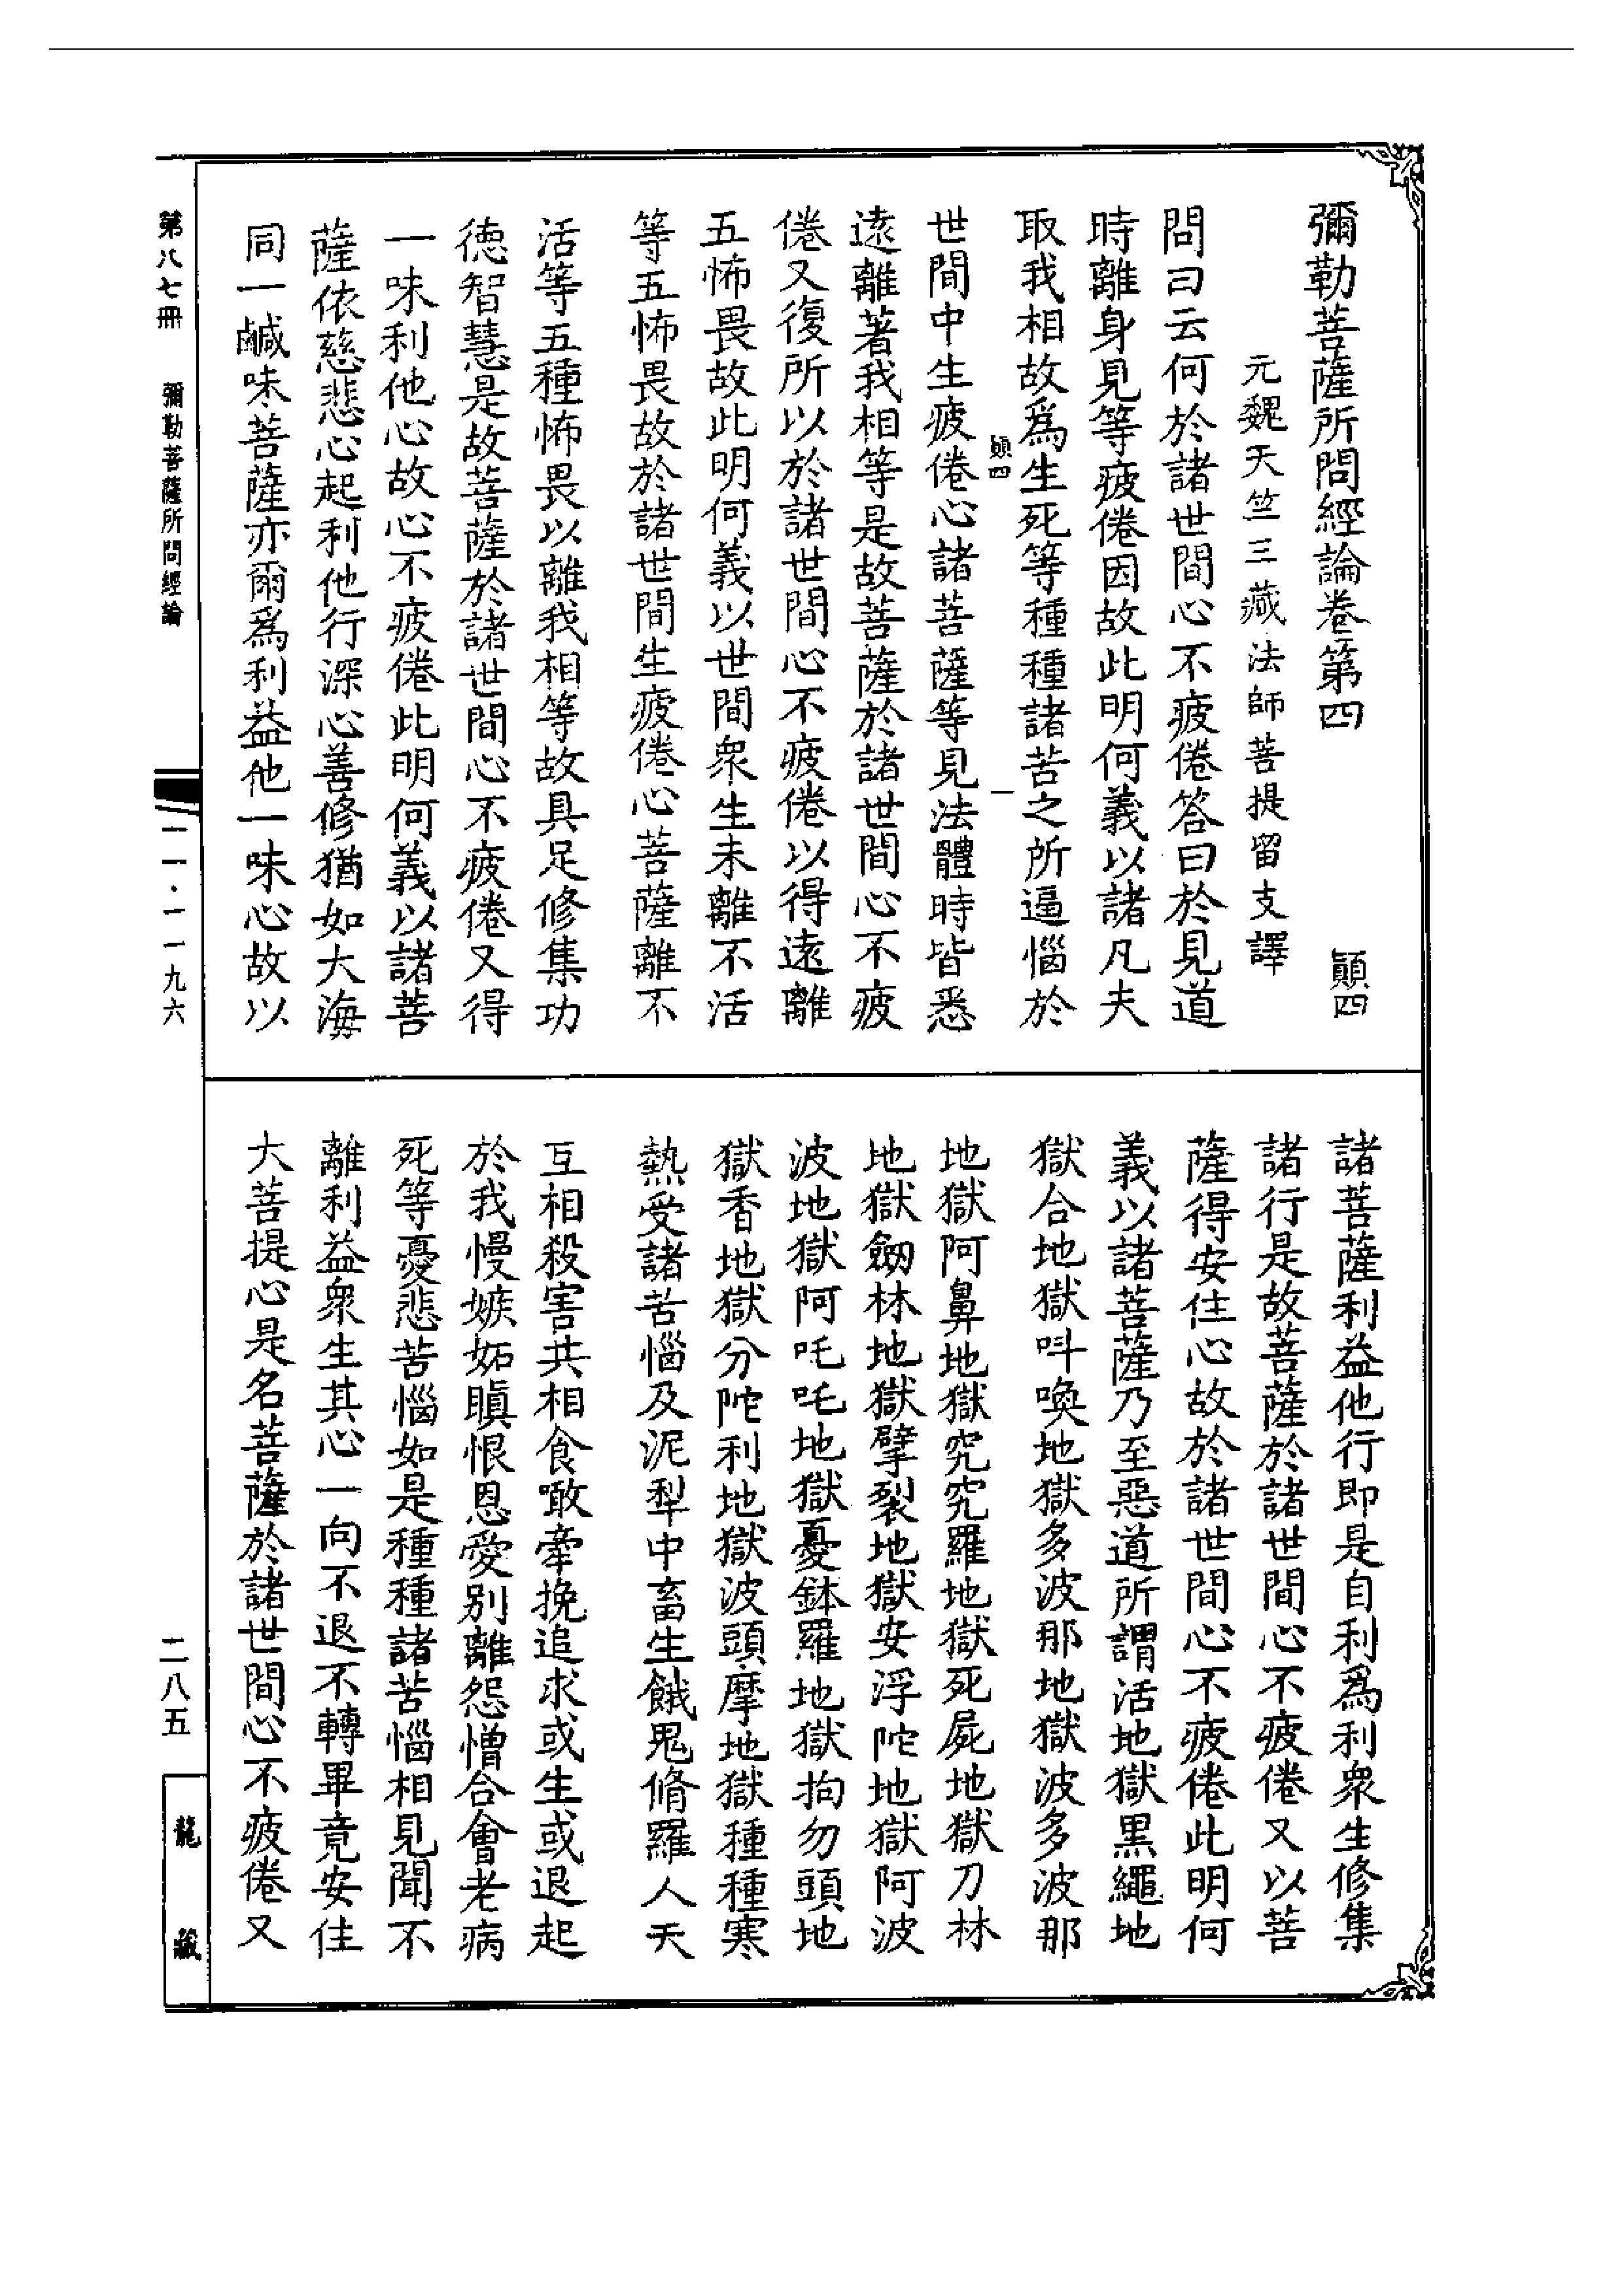 彌勒菩薩所問經論卷第四　顛四
元魏天竺三藏法師菩提留支譯
問曰云何於諸世間心不疲倦答曰於見道
時離身見等疲倦因故此明何義以諸凡夫
取我相故爲生死等種種諸苦之所逼惱於
顛四　一
世間中生疲倦心諸菩薩等見法體時皆悉
遠離著我相等是故菩薩於諸世間心不疲
倦又復所以於諸世間心不疲倦以得遠離
五怖畏故此明何義以世間衆生未離不活
等五怖畏故於諸世間生疲倦心菩薩離不
活等五種怖畏以離我相等故具足修集功
德智慧是故菩薩於諸世間心不疲倦又得
一味利他心故心不疲倦此明何義以諸菩
薩依慈悲心起利他行深心善修猶如大海
同一鹹味菩薩亦爾爲利益他一味心故以
諸菩薩利益他行即是自利爲利衆生修集
諸行是故菩薩於諸世間心不疲倦又以菩
薩得安住心故於諸世間心不疲倦此明何
義以諸菩薩乃至惡道所謂活地獄黑繩地
獄合地獄呌喚地獄多波那地獄波多波那
地獄阿鼻地獄究究羅地獄死屍地獄刀林
地獄劒林地獄擘裂地獄安浮陀地獄阿波
波地獄阿吒吒地獄憂鉢羅地獄拘勿頭地
獄香地獄分陀利地獄波頭摩地獄種種寒
熱受諸苦惱及泥犁中畜生餓鬼脩羅人天
互相殺害共相食噉牽挽追求或生或退起
於我慢嫉妬瞋恨恩愛別離怨憎合會老病
死等憂悲苦惱如是種種諸苦惱相見聞不
離利益衆生其心一向不退不轉畢竟安住
大菩提心是名菩薩於諸世間心不疲倦又
第八七冊　彌勒菩薩所問經論
一一·一一九六
二八五
龍藏